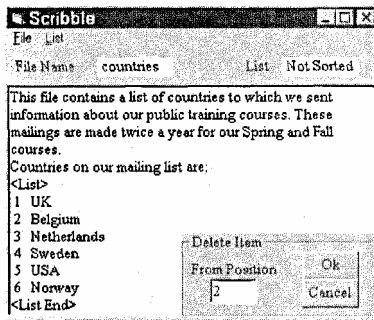 Scribble
File List
File Name countries List Not Sorted
This file contains a list of countries to which we sent
information about our public training courses. These
mailings are made twice a year for our Spring and Fall
courses.
Countries on our mailing list are;
<List>
1 UK
2 Belgium
3 Netherlands
4 Sweden
5 USA
6 Norway
<List End>
Delete Item
From Position
2
Ok
Cancel